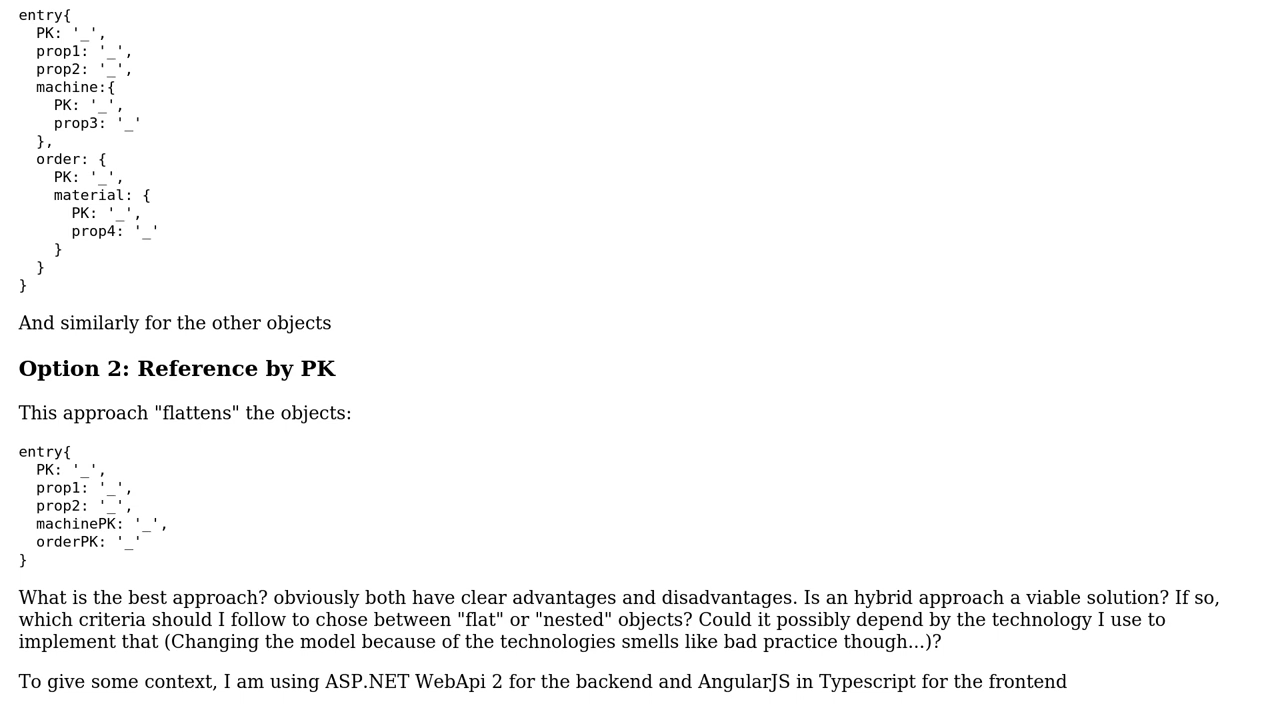 entry{
  PK: '_',
  prop1: '_',
  prop2: '_',
  machine:{
    PK: '_',
    prop3: '_'
  },
  order: {
    PK: '_',
    material: {
      PK: '_',
      prop4: '_'
    }
  }
}
And similarly for the other objects
Option 2: Reference by PK
This approach "flattens" the objects:
entry{
  PK: '_',
  prop1: '_',
  prop2: '_',
  machinePK: '_',
  orderPK: '_'
}
What is the best approach? obviously both have clear advantages and disadvantages. Is an hybrid approach a viable solution? If so,
which criteria should I follow to chose between "flat" or "nested" objects? Could it possibly depend by the technology I use to
implement that (Changing the model because of the technologies smells like bad practice though...)?
To give some context, I am using ASP.NET WebApi 2 for the backend and AngularJS in Typescript for the frontend